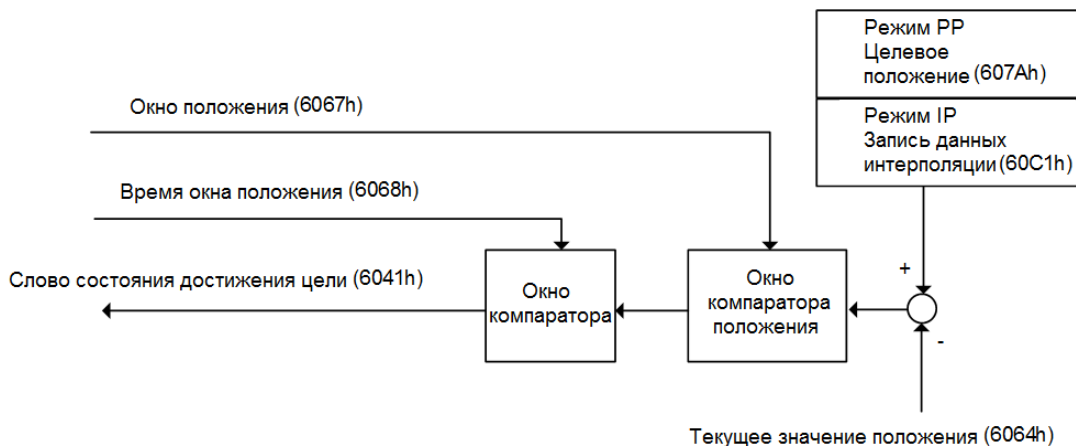 Режим PP
Целевое
положение (607Ah)
Режим IP
Запись данных
интерполяции (60C1h)
Окно положения (6067h)
Время окна положения (6068h)
Слово состояния достижения цели (6041h)
Окно
компаратора
Окно
компаратора
положения
+
-
Текущее значение положения (6064h)